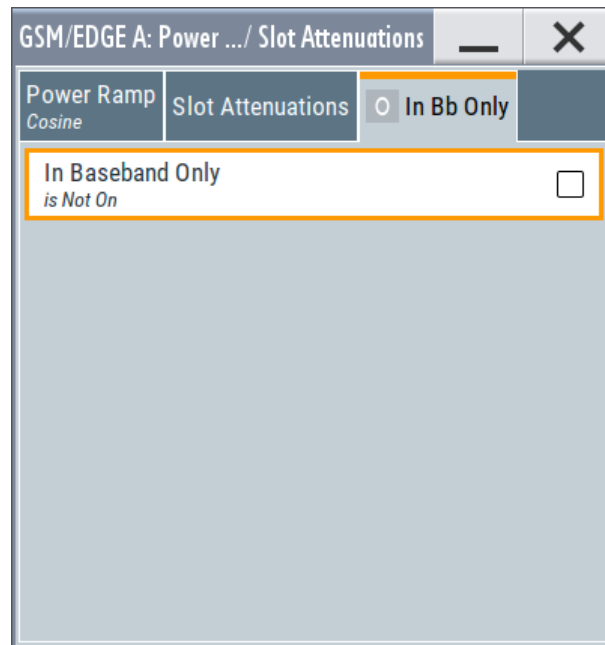 GSM/EDGE A: Power .../ Slot Attenuations
Power Ramp
Cosine
Slot Attenuations
O In Bb Only
In Baseband Only
is Not On